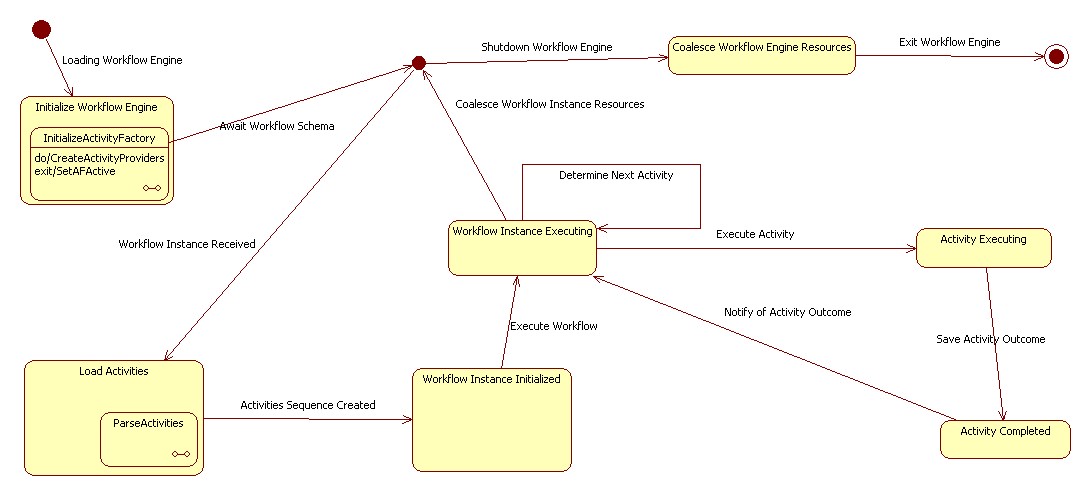 Loading Workflow Engine
Shutdown Workflow Engine
Coalesce Workflow Engine Resources
Exit Workflow Engine
Initialize Workflow Engine
InitializeActivityFactory
do/CreateActivityProviders
exit/SetAFActive
Await Workflow Schema
Coalesce Workflow Instance Resources
Determine Next Activity
Workflow Instance Received
Workflow Instance Executing
Execute Activity
Activity Executing
Execute Workflow
Notify of Activity Outcome
Save Activity Outcome
Load Activities
ParseActivities
Activities Sequence Created
Workflow Instance Initialized
Activity Completed